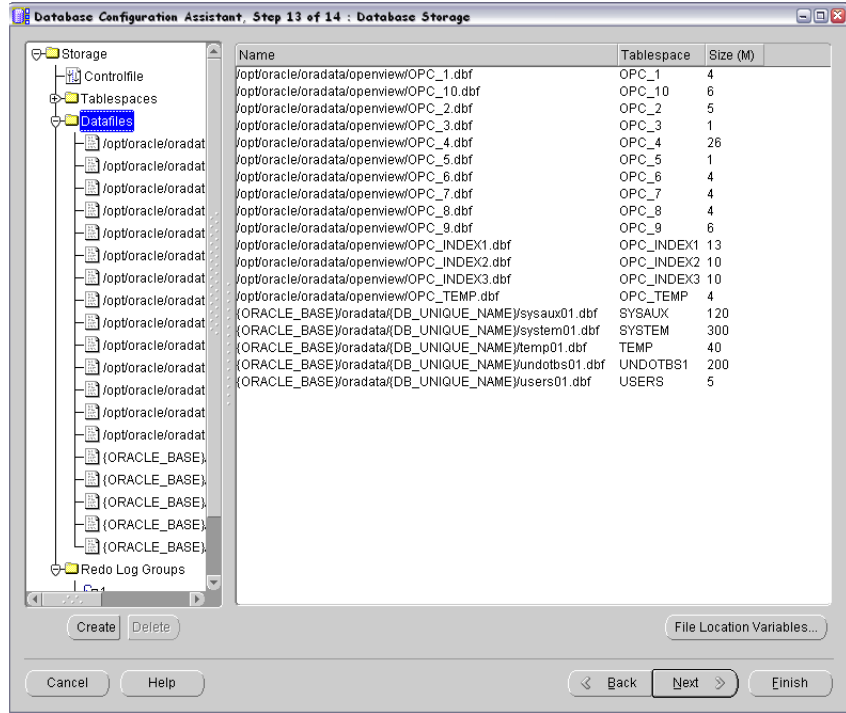 Database Configuration Assistant, Step 13 of 14 : Database Storage
Storage
Controlfile
Tablespaces
Datafiles
/opt/oracle/oradat
/opt/oracle/oradat
/opt/oracle/oradat
/opt/oracle/oradat
/opt/oracle/oradat
/opt/oracle/oradat
/opt/oracle/oradat
/opt/oracle/oradat
/opt/oracle/oradat
/opt/oracle/oradat
/opt/oracle/oradat
/opt/oracle/oradat
/opt/oracle/oradat
/opt/oracle/oradat
{ORACLE_BASE}
{ORACLE_BASE}
{ORACLE_BASE}
{ORACLE_BASE}
{ORACLE_BASE}
Redo Log Groups
1
Name Tablespace Size (M)
/opt/oracle/oradata/openview/OPC_1.dbf OPC_1 4
/opt/oracle/oradata/openview/OPC_10.dbf OPC_10 6
/opt/oracle/oradata/openview/OPC_2.dbf OPC_2 5
/opt/oracle/oradata/openview/OPC_3.dbf OPC_3 1
/opt/oracle/oradata/openview/OPC_4.dbf OPC_4 26
/opt/oracle/oradata/openview/OPC_5.dbf OPC_5 1
/opt/oracle/oradata/openview/OPC_6.dbf OPC_6 4
/opt/oracle/oradata/openview/OPC_7.dbf OPC_7 4
/opt/oracle/oradata/openview/OPC_8.dbf OPC_8 4
/opt/oracle/oradata/openview/OPC_9.dbf OPC_9 6
/opt/oracle/oradata/openview/OPC_INDEX1.dbf OPC_INDEX1 13
/opt/oracle/oradata/openview/OPC_INDEX2.dbf OPC_INDEX2 10
/opt/oracle/oradata/openview/OPC_INDEX3.dbf OPC_INDEX3 10
/opt/oracle/oradata/openview/OPC_TEMP.dbf OPC_TEMP 4
{ORACLE_BASE}/oradata/{DB_UNIQUE_NAME}/sysaux01.dbf SYSAUX 120
{ORACLE_BASE}/oradata/{DB_UNIQUE_NAME}/system01.dbf SYSTEM 300
{ORACLE_BASE}/oradata/{DB_UNIQUE_NAME}/temp01.dbf TEMP 40
{ORACLE_BASE}/oradata/{DB_UNIQUE_NAME}/undotbs01.dbf UNDOTBS1 200
{ORACLE_BASE}/oradata/{DB_UNIQUE_NAME}/users01.dbf USERS 5
Create Delete File Location Variables...
Cancel Help Back Next Finish